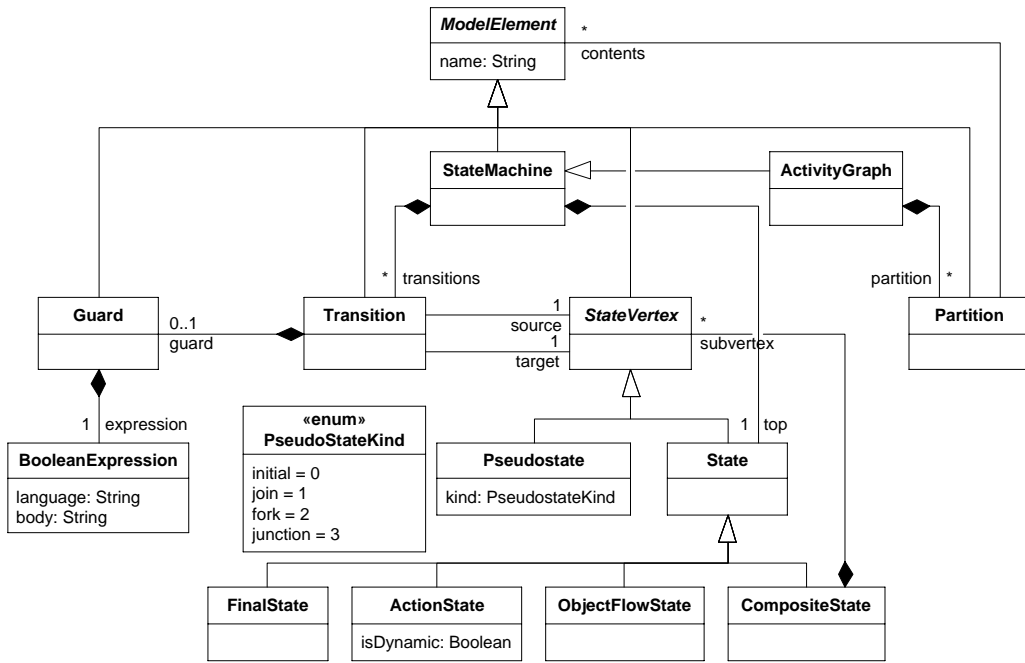 ModelElement
name: String
*
contents
StateMachine
ActivityGraph
* transitions
partition *
Guard
0..1
guard
Transition
1
source
1
target
StateVertex
*
subvertex
Partition
1 expression
«enum»
PseudoStateKind
initial = 0
join = 1
fork = 2
junction = 3
1 top
BooleanExpression
language: String
body: String
Pseudostate
kind: PseudostateKind
State
FinalState
ActionState
isDynamic: Boolean
ObjectFlowState
CompositeState